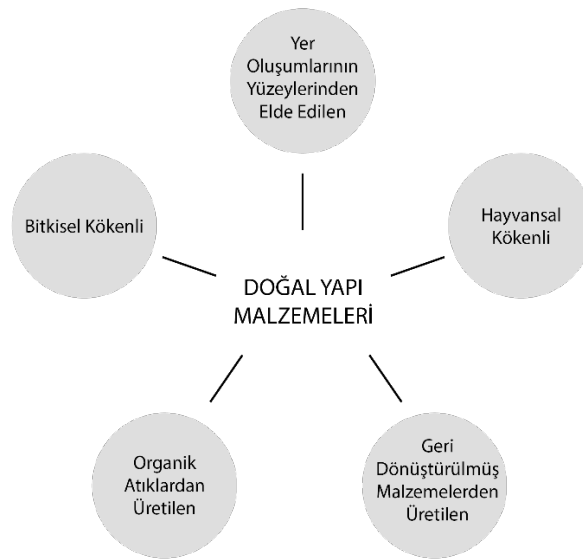 Yer
Oluşumlarının
Yüzeylerinden
Elde Edilen
Bitkisel Kökenli
Hayvansal
Kökenli
DOĞAL YAPI
MALZEMELERİ
Organik
Atıklardan
Üretilen
Geri
Dönüştürülmüş
Malzemelerden
Üretilen